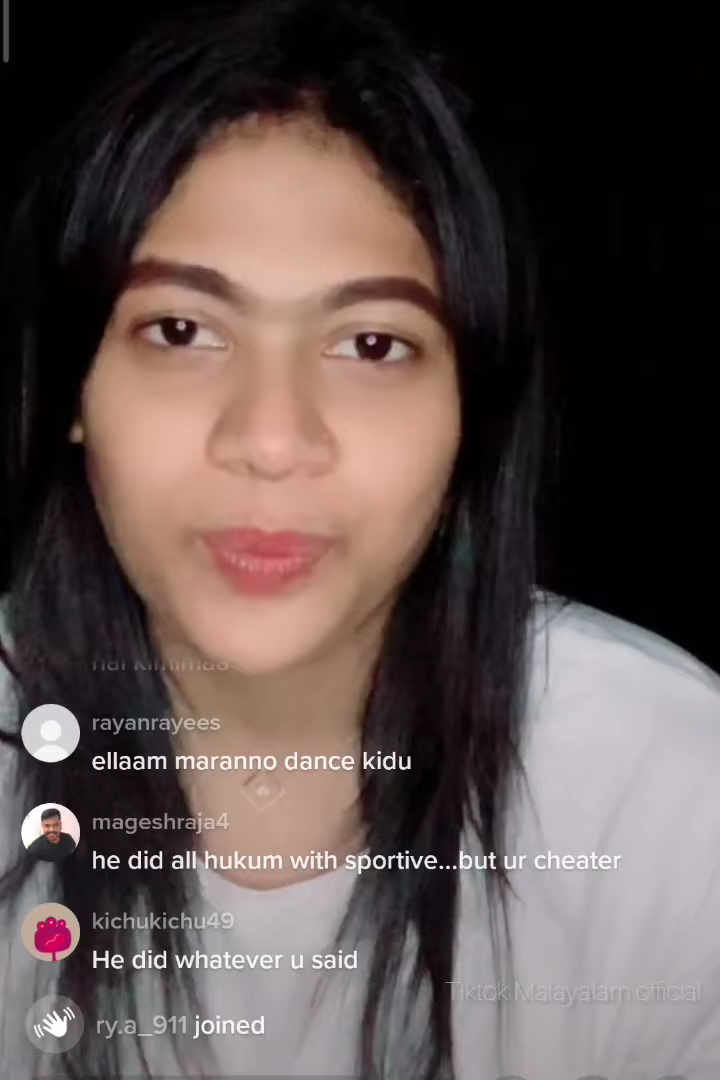 rayanrayees
ellaam maranno dance kidu
mageshraja4
he did all hukum with sportive...but ur cheater
kichukichu49
He did whatever u said
Tiktok Malayalam official
ry.a_911 joined